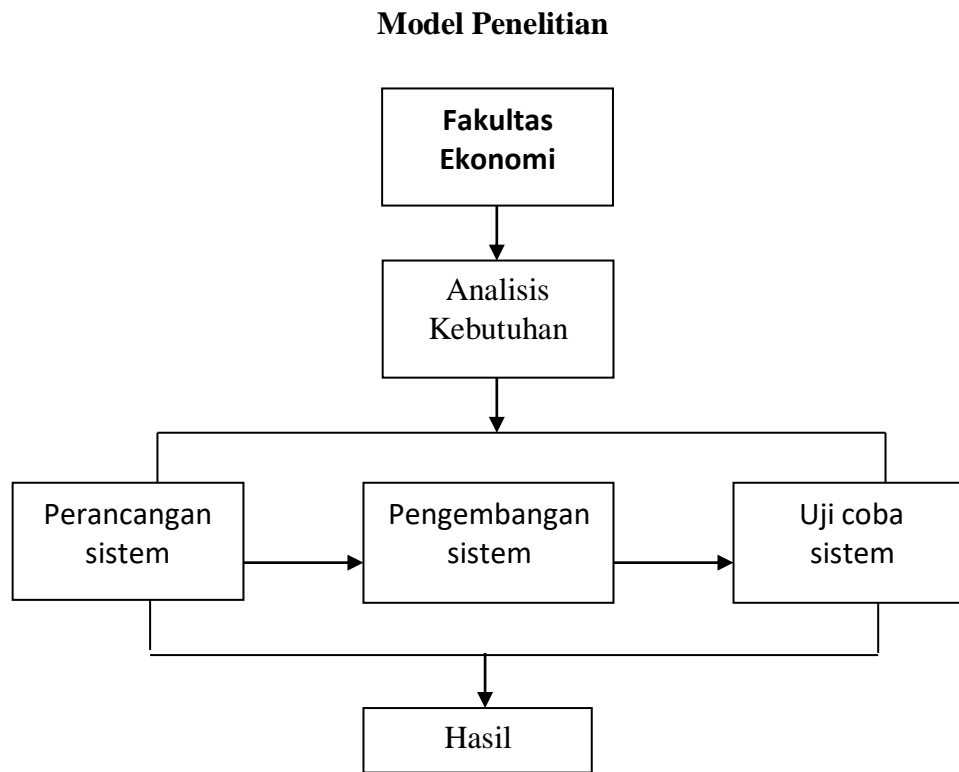 Model Penelitian
Fakultas
Ekonomi
Analisis
Kebutuhan
Perancangan
sistem
Pengembangan
sistem
Uji coba
sistem
Hasil